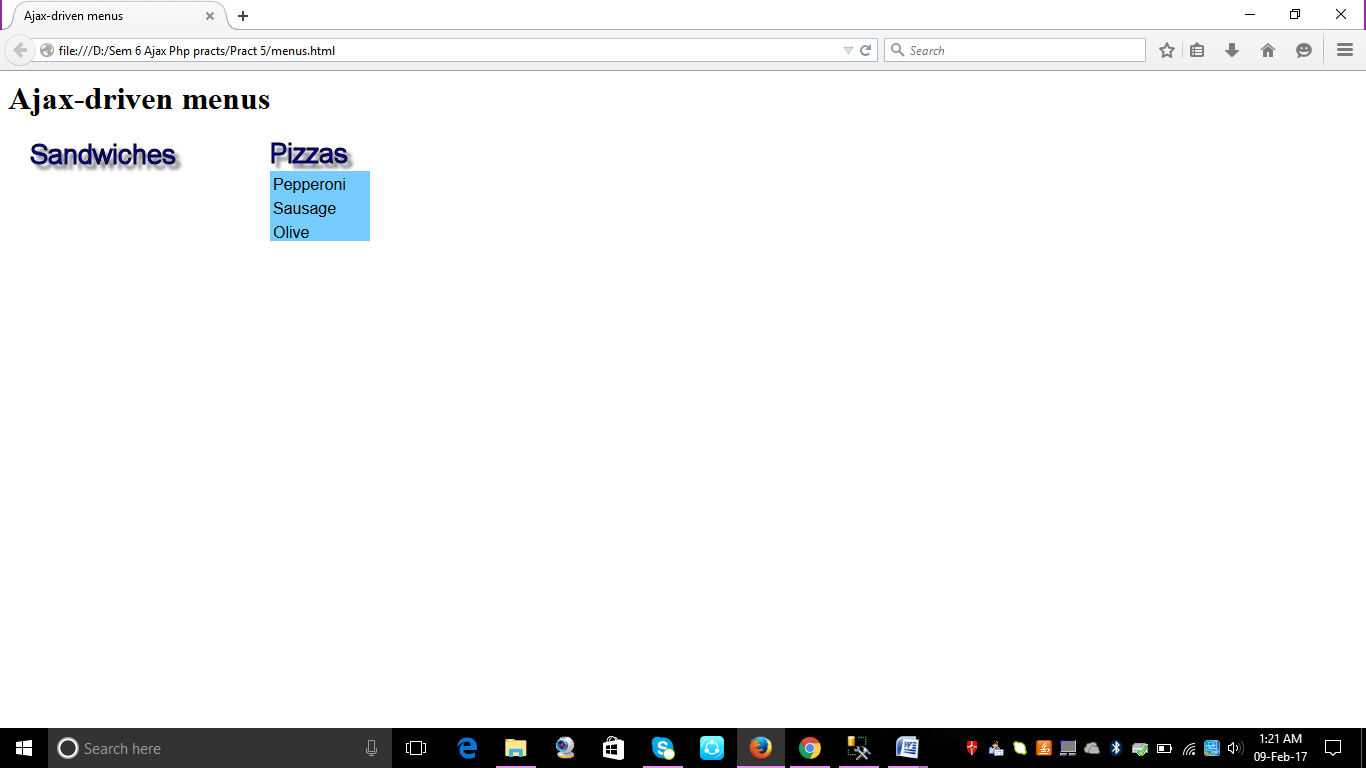 Ajax-driven menus
file:///D:/Sem 6 Ajax Php practs/Pract 5/menus.html
Search
Ajax-driven menus
Sandwiches
Pizzas
Pepperoni
Sausage
Olive
Search here
1:21 AM
09-Feb-17